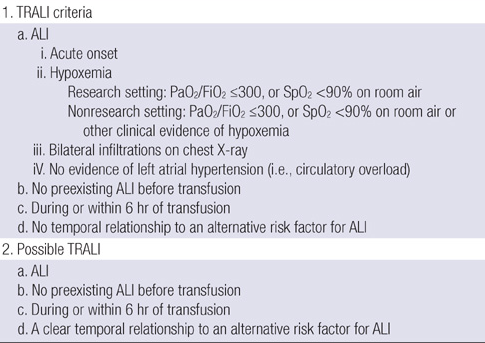 1. TRALI criteria
a. ALI
i. Acute onset
ii. Hypoxemia
Research setting: PaO₂/FiO₂ ≤300, or SpO₂ <90% on room air
Nonresearch setting: PaO₂/FiO₂ ≤300, or SpO₂ <90% on room air or
other clinical evidence of hypoxemia
iii. Bilateral infiltrations on chest X-ray
iV. No evidence of left atrial hypertension (i.e., circulatory overload)
b. No preexisting ALI before transfusion
c. During or within 6 hr of transfusion
d. No temporal relationship to an alternative risk factor for ALI
2. Possible TRALI
a. ALI
b. No preexisting ALI before transfusion
c. During or within 6 hr of transfusion
d. A clear temporal relationship to an alternative risk factor for ALI